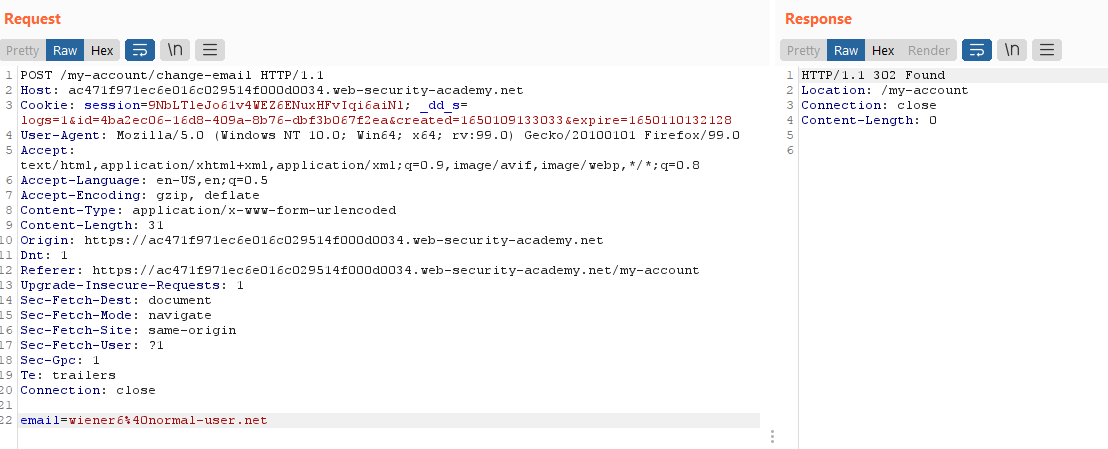 Request
Response
Pretty Raw Hex \n
Pretty Raw Hex Render \n
1 POST /my-account/change-email HTTP/1.1
2 Host: ac471f971ec6e016c029514f000d0034.web-security-academy.net
3 Cookie: session=9NbLTleJo61v4WEZ6ENuxHFvIqi6aiNl; _dd_s=
logs=1&id=4ba2ec06-16d8-409a-8b76-dbf3b067f2ea&created=1650109133033&expire=1650110132128
4 User-Agent: Mozilla/5.0 (Windows NT 10.0; Win64; x64; rv:99.0) Gecko/20100101 Firefox/99.0
5 Accept:
text/html,application/xhtml+xml,application/xml;q=0.9,image/avif,image/webp,*/*;q=0.8
6 Accept-Language: en-US,en;q=0.5
7 Accept-Encoding: gzip, deflate
8 Content-Type: application/x-www-form-urlencoded
9 Content-Length: 31
10 Origin: https://ac471f971ec6e016c029514f000d0034.web-security-academy.net
11 Dnt: 1
12 Referer: https://ac471f971ec6e016c029514f000d0034.web-security-academy.net/my-account
13 Upgrade-Insecure-Requests: 1
14 Sec-Fetch-Dest: document
15 Sec-Fetch-Mode: navigate
16 Sec-Fetch-Site: same-origin
17 Sec-Fetch-User: ?1
18 Sec-Gpc: 1
19 Te: trailers
20 Connection: close
21
22 email=wiener6%40normal-user.net
1 HTTP/1.1 302 Found
2 Location: /my-account
3 Connection: close
4 Content-Length: 0
5
6